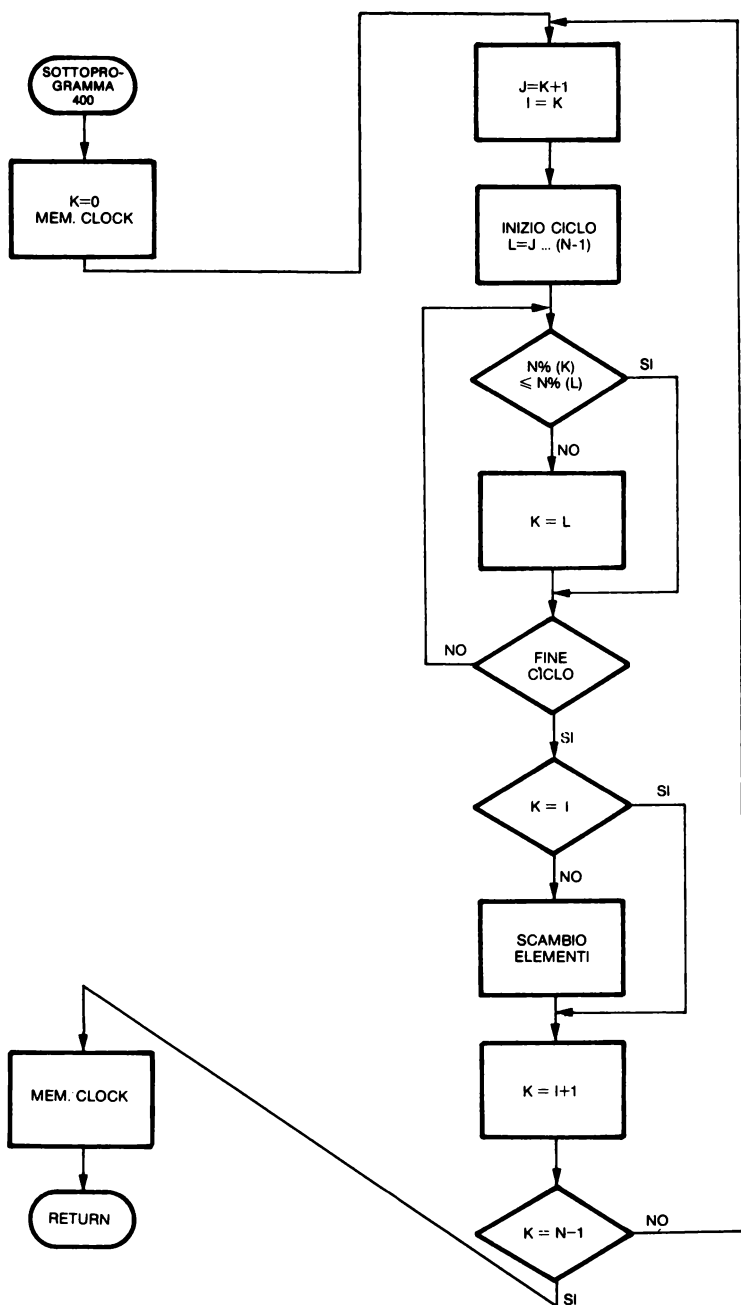 SOTTOPRO-
GRAMMA
400
K=0
MEM. CLOCK
J=K+1
I = K
INIZIO CICLO
L=J ... (N-1)
N% (K)
≤ N% (L)
SI
NO
K = L
FINE
CICLO
NO
SI
K = I
SI
NO
SCAMBIO
ELEMENTI
K = I+1
K = N-1
NO
SI
MEM. CLOCK
RETURN